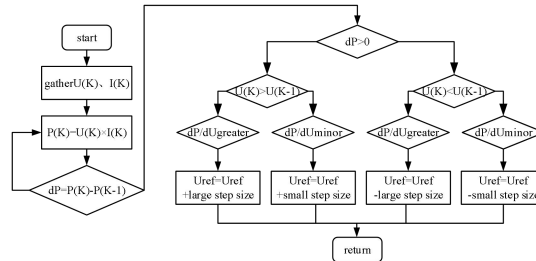 start
gatherU(K)、I(K)
P(K)=U(K)×I(K)
dP=P(K)-P(K-1)
dP>0
U(K)>U(K-1)
U(K)<U(K-1)
dP/dUgreater
dP/dUminor
dP/dUgreater
dP/dUminor
Uref=Uref
+large step size
Uref=Uref
+small step size
Uref=Uref
-large step size
Uref=Uref
-small step size
return